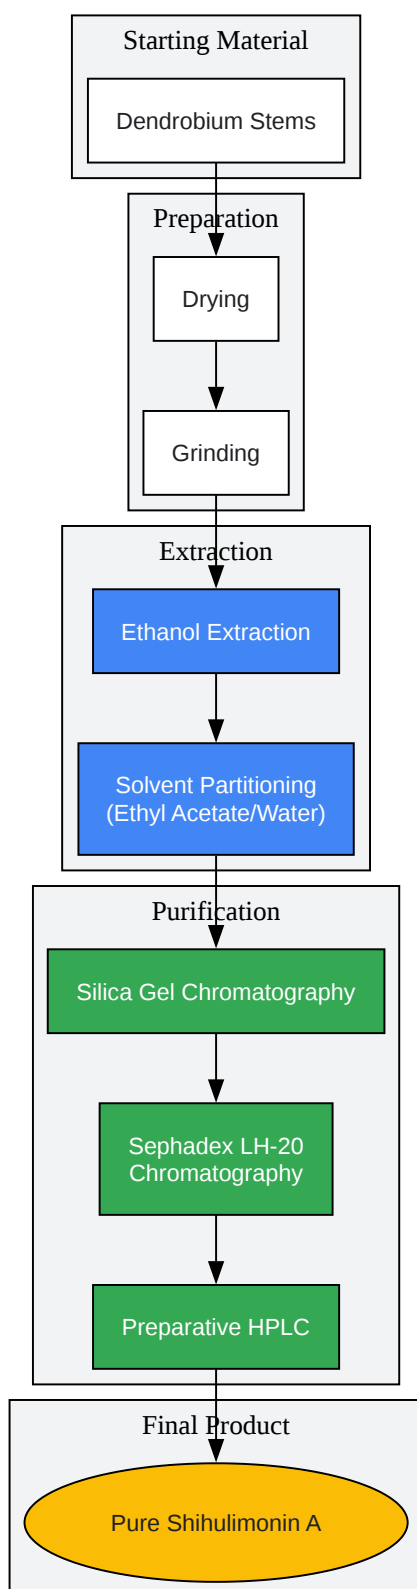 Starting Material
Dendrobium Stems
Preparation
Drying
Grinding
Extraction
Ethanol Extraction
Solvent Partitioning
(Ethyl Acetate/Water)
Purification
Silica Gel Chromatography
Sephadex LH-20
Chromatography
Preparative HPLC
Final Product
Pure Shihulimonin A